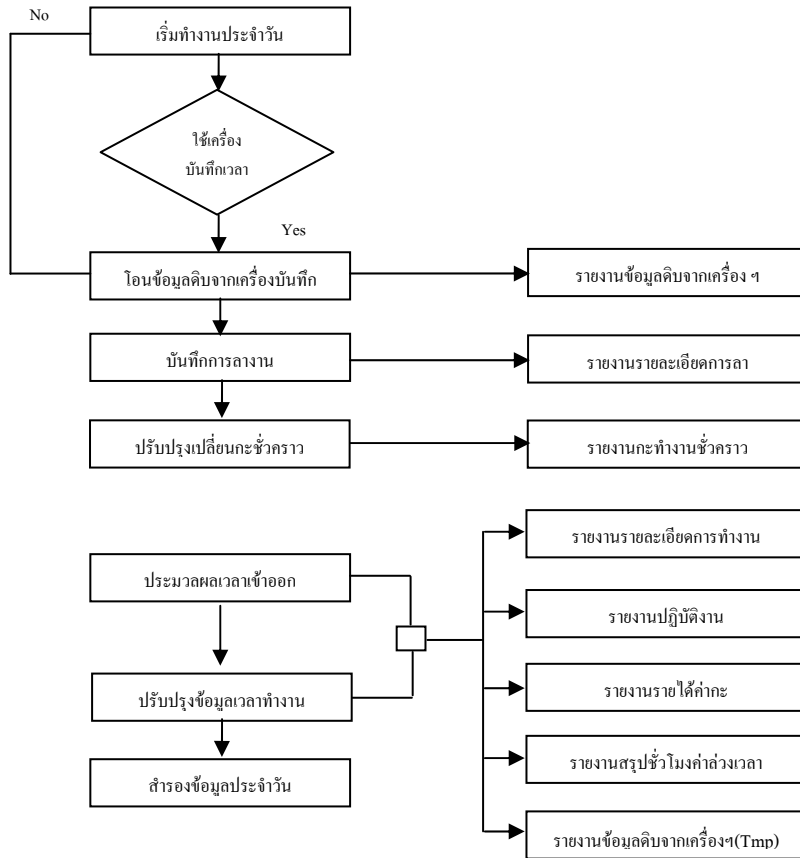 No
เริ่มทำงานประจำวัน
ใช้เครื่อง
บันทึกเวลา
Yes
โอนข้อมูลดิบจากเครื่องบันทึก
รายงานข้อมูลดิบจากเครื่อง ฯ
บันทึกการลางาน
รายงานรายละเอียดการลา
ปรับปรุงเปลี่ยนกะชั่วคราว
รายงานกะทำงานชั่วคราว
รายงานรายละเอียดการทำงาน
ประมวลผลเวลาเข้าออก
รายงานปฏิบัติงาน
ปรับปรุงข้อมูลเวลาทำงาน
รายงานรายได้ค่ากะ
รายงานสรุปชั่วโมงค่าล่วงเวลา
สำรองข้อมูลประจำวัน
รายงานข้อมูลดิบจากเครื่องฯ(Tmp)